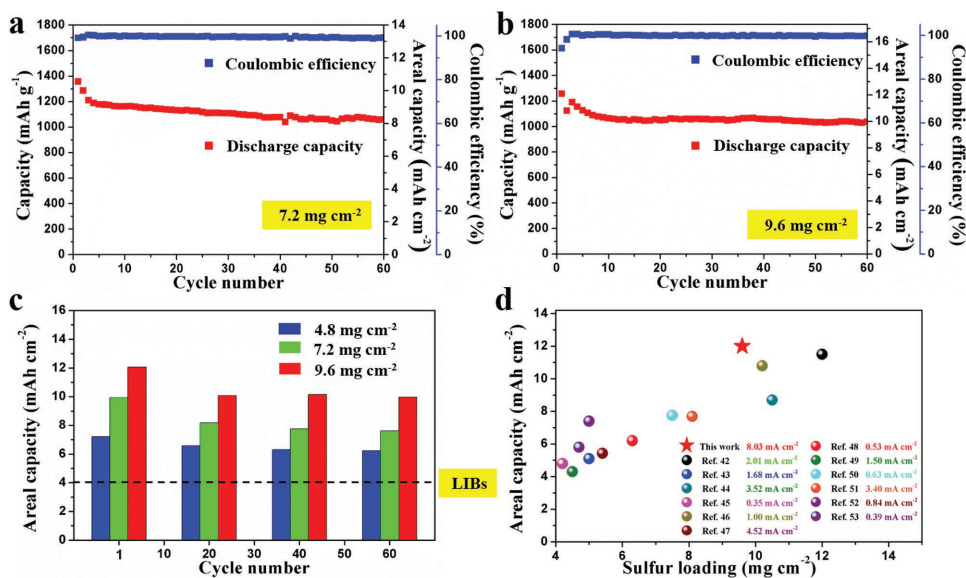 a
1800
1600
1400
1200
1000
800
600
400
200
0
Capacity (mAh g⁻¹)
0 10 20 30 40 50 60
Cycle number
14
12
10
8
6
4
2
0
Areal capacity (mAh cm⁻²)
100
80
60
40
20
0
Coulombic efficiency (%)
Coulombic efficiency
Discharge capacity
7.2 mg cm⁻²
b
1800
1600
1400
1200
1000
800
600
400
200
0
Capacity (mAh g⁻¹)
0 10 20 30 40 50 60
Cycle number
16
14
12
10
8
6
4
2
0
Areal capacity (mAh cm⁻²)
100
80
60
40
20
0
Coulombic efficiency (%)
Coulombic efficiency
Discharge capacity
9.6 mg cm⁻²
c
16
14
12
10
8
6
4
2
0
Areal capacity (mAh cm⁻²)
4.8 mg cm⁻²
7.2 mg cm⁻²
9.6 mg cm⁻²
LIBs
1 10 20 30 40 50 60
Cycle number
d
14
12
10
8
6
4
2
0
Areal capacity (mAh cm⁻²)
This work 8.03 mA cm⁻²
Ref. 42 2.01 mA cm⁻²
Ref. 43 1.68 mA cm⁻²
Ref. 44 3.52 mA cm⁻²
Ref. 45 0.35 mA cm⁻²
Ref. 46 1.00 mA cm⁻²
Ref. 47 4.52 mA cm⁻²
Ref. 48 0.53 mA cm⁻²
Ref. 49 1.50 mA cm⁻²
Ref. 50 0.63 mA cm⁻²
Ref. 51 3.40 mA cm⁻²
Ref. 52 0.84 mA cm⁻²
Ref. 53 0.39 mA cm⁻²
4 6 8 10 12 14
Sulfur loading (mg cm⁻²)